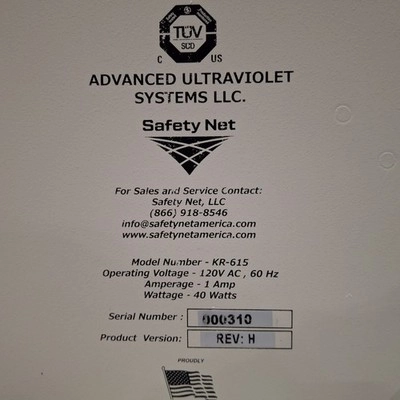 TÜV
SÜD
C US
ADVANCED ULTRAVIOLET
SYSTEMS LLC.
Safety Net
For Sales and Service Contact:
Safety Net, LLC
(866) 918-8546
info@safetynetamerica.com
www.safetynetamerica.com
Model Number - KR-615
Operating Voltage - 120V AC , 60 Hz
Amperage - 1 Amp
Wattage - 40 Watts
Serial Number : 000310
Product Version: REV: H
PROUDLY